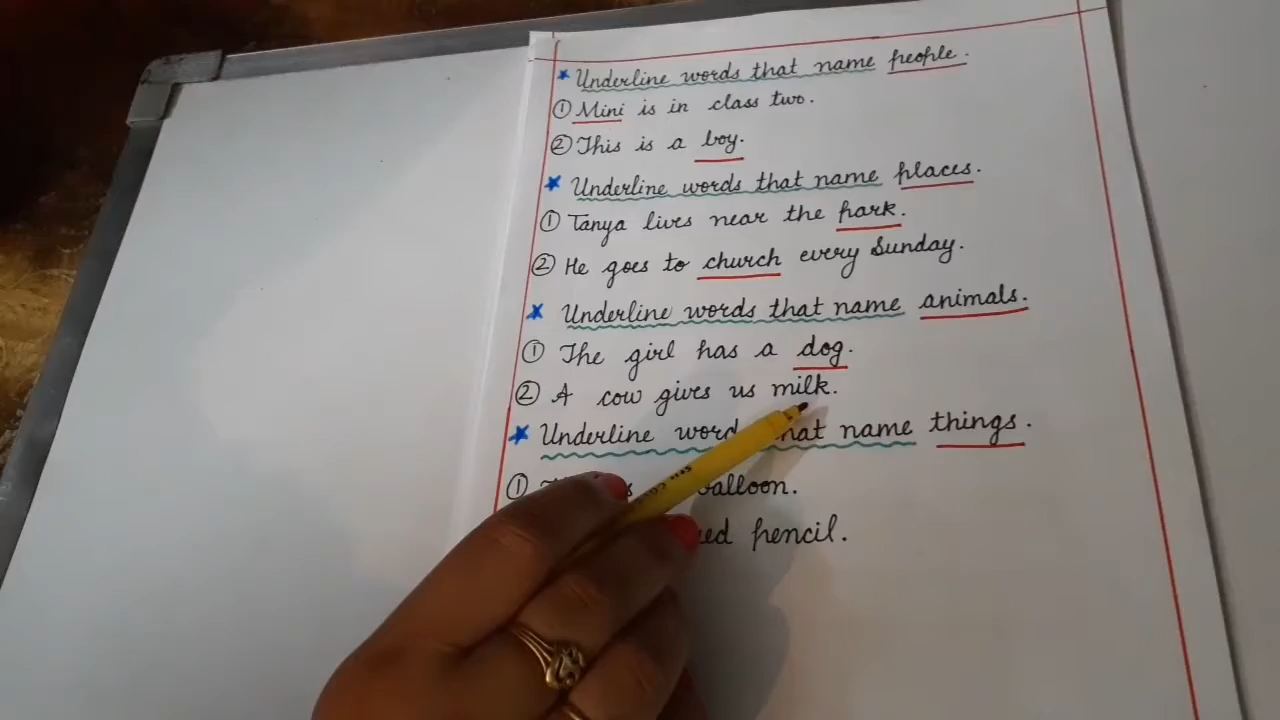 ★ Underline words that name people.
① Mini is in class two.
② This is a boy.
★ Underline words that name places.
① Tanya lives near the park.
② He goes to church every Sunday.
★ Underline words that name animals.
① The girl has a dog.
② A cow gives us milk.
★ Underline that name things.
① balloon.
pencil.